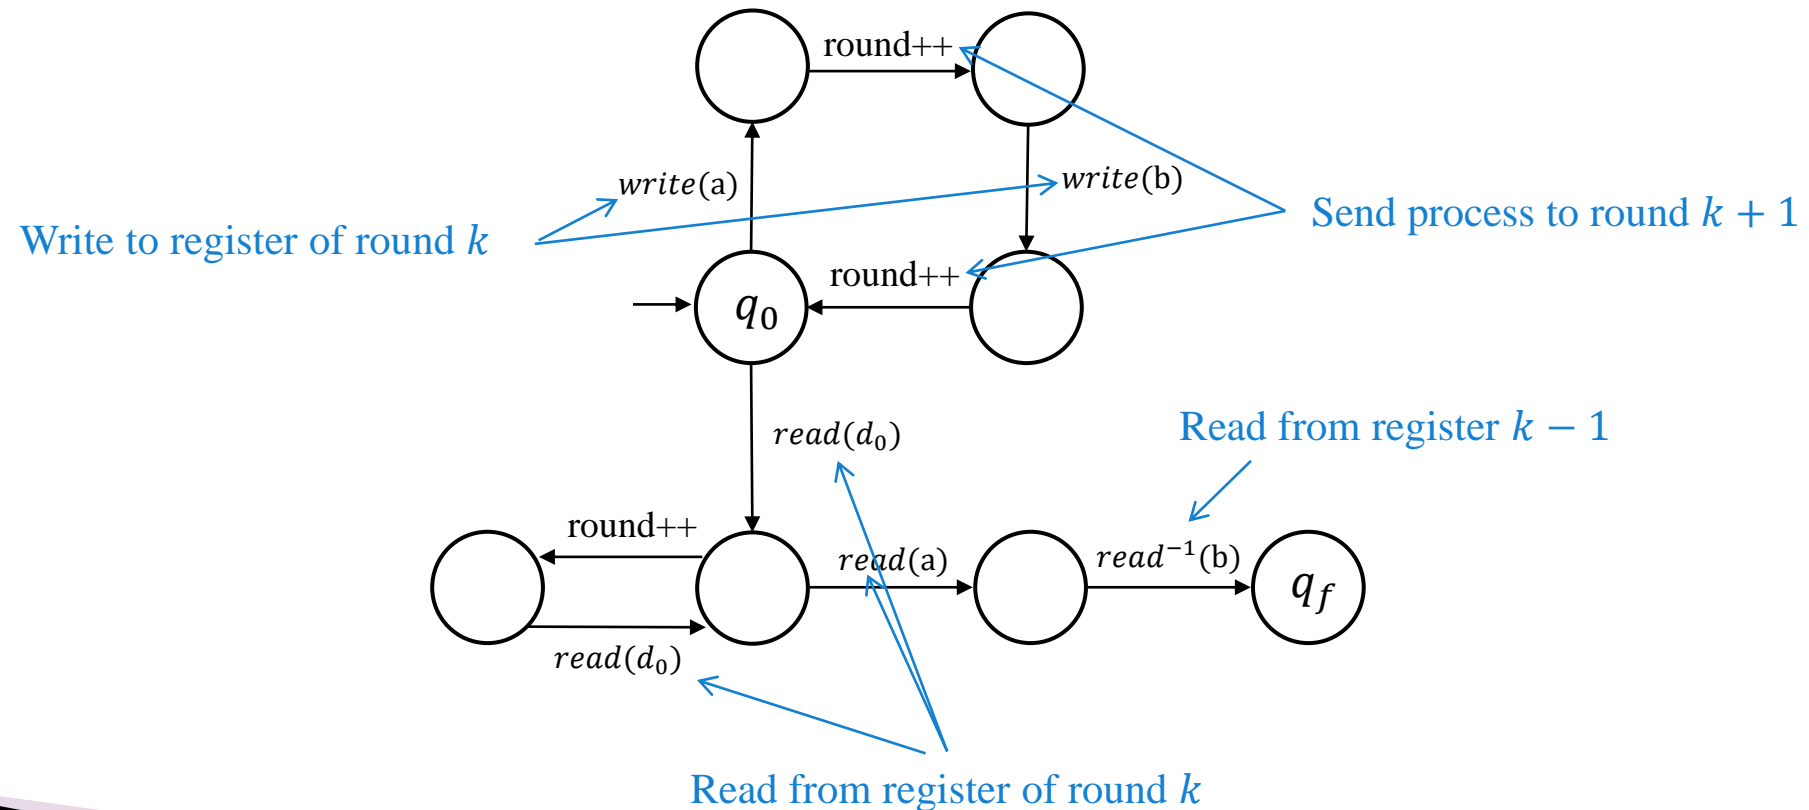 round++
write(a)
write(b)
Write to register of round k
Send process to round k + 1
round++
q₀
read(d₀)
Read from register k − 1
round++
read(a)
read⁻¹(b)
q_f
read(d₀)
Read from register of round k